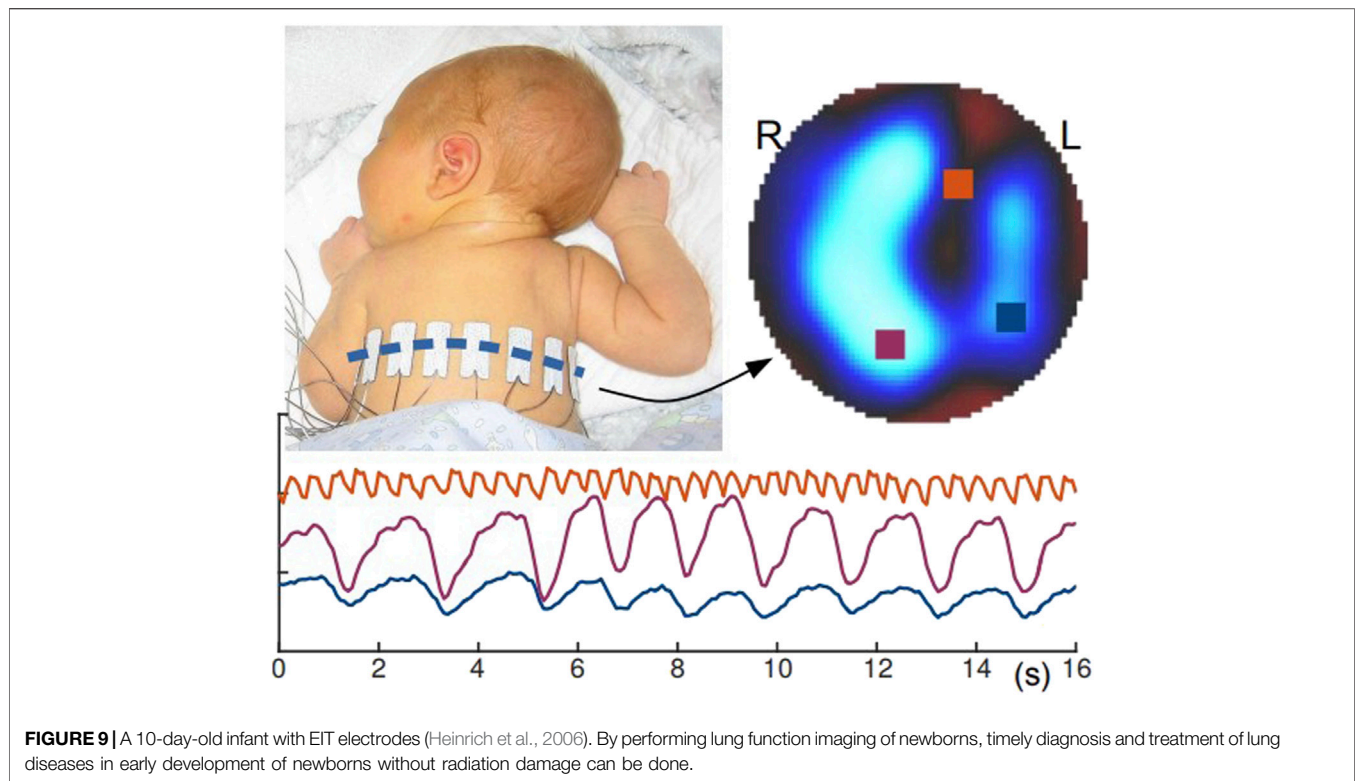 R
L
0 2 4 6 8 10 12 14 (s) 16
FIGURE 9 | A 10-day-old infant with EIT electrodes (Heinrich et al., 2006). By performing lung function imaging of newborns, timely diagnosis and treatment of lung
diseases in early development of newborns without radiation damage can be done.